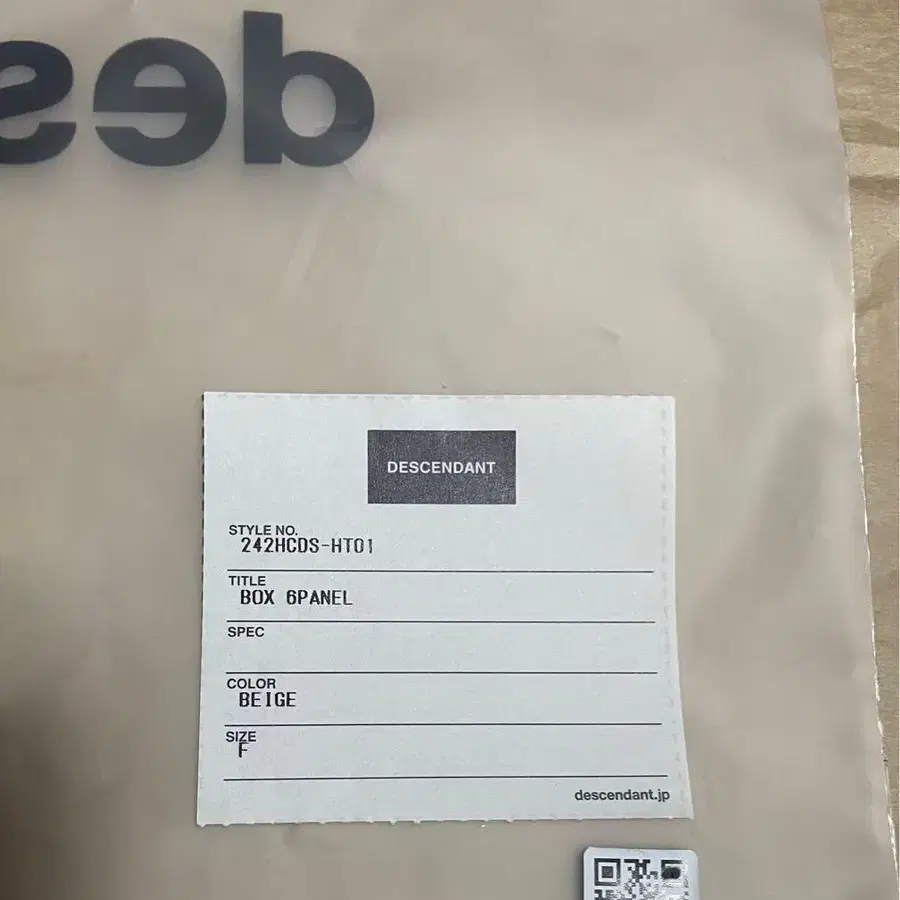 des
DESCENDANT
STYLE NO.
242HCDS-HT01
TITLE
BOX 6PANEL
SPEC
COLOR
BEIGE
SIZE
F
descendant.jp